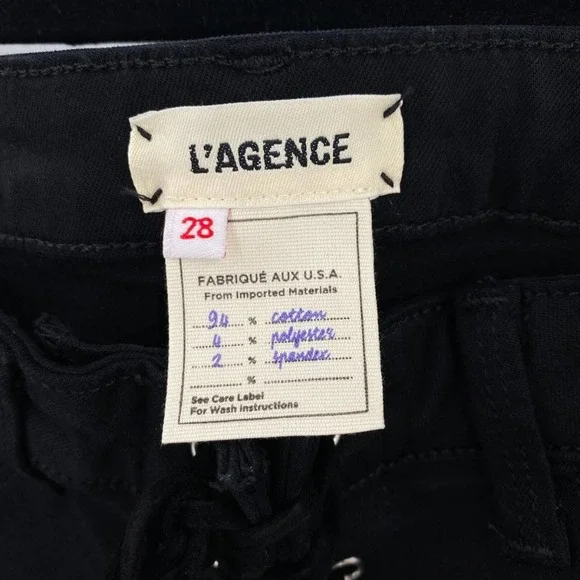 L'AGENCE
28
FABRIQUÉ AUX U.S.A.
From Imported Materials
94 % cotton
4 % polyester
2 % spandex
%
See Care Label
For Wash Instructions